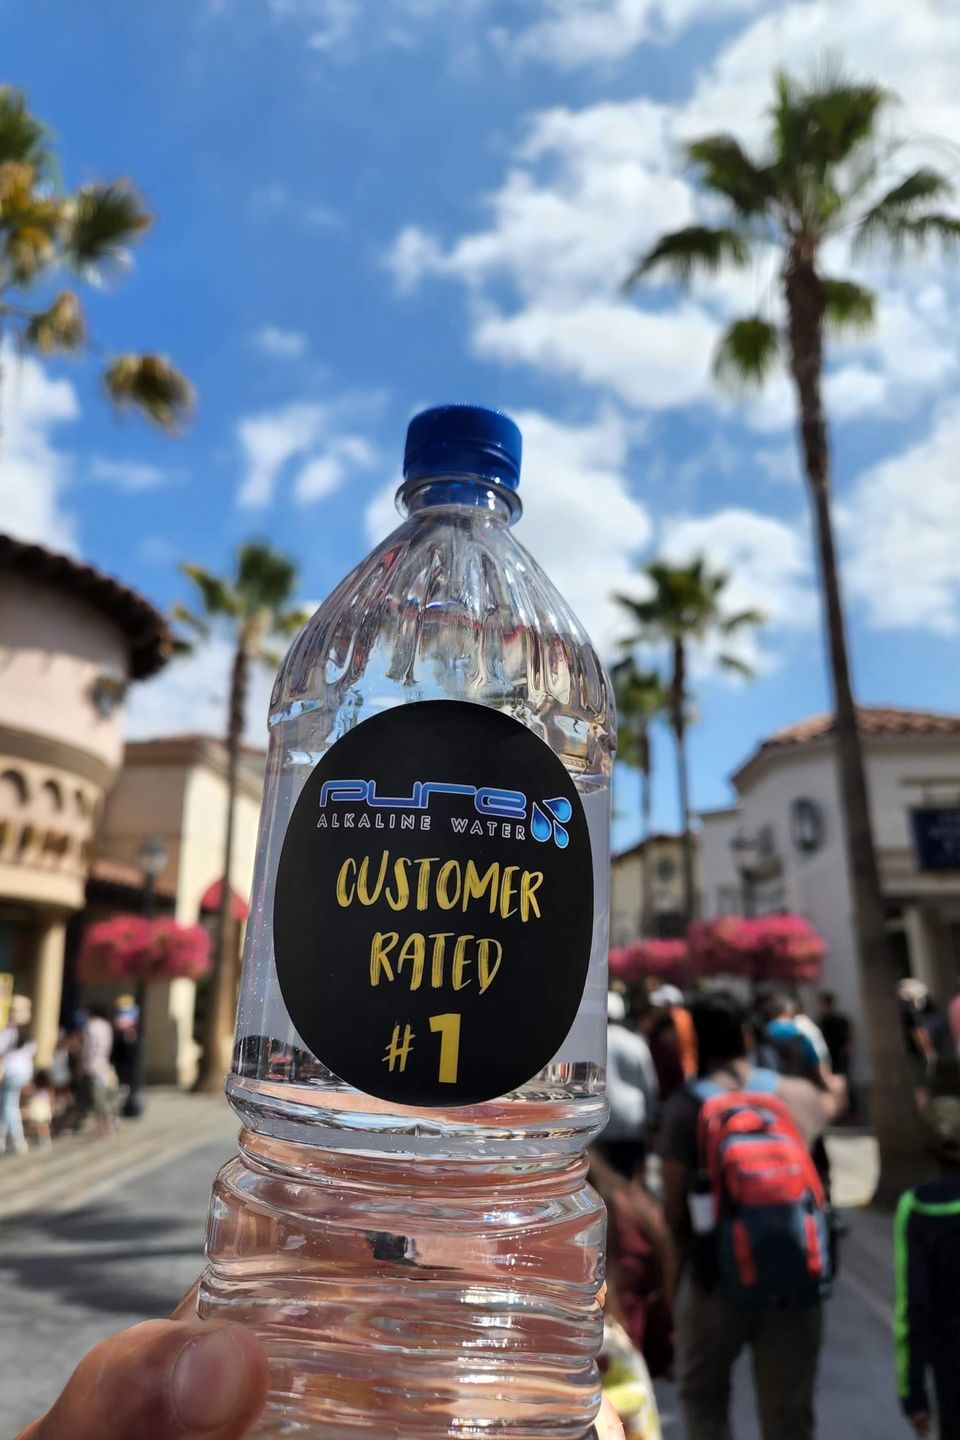 pure
ALKALINE WATER
CUSTOMER
RATED
#1